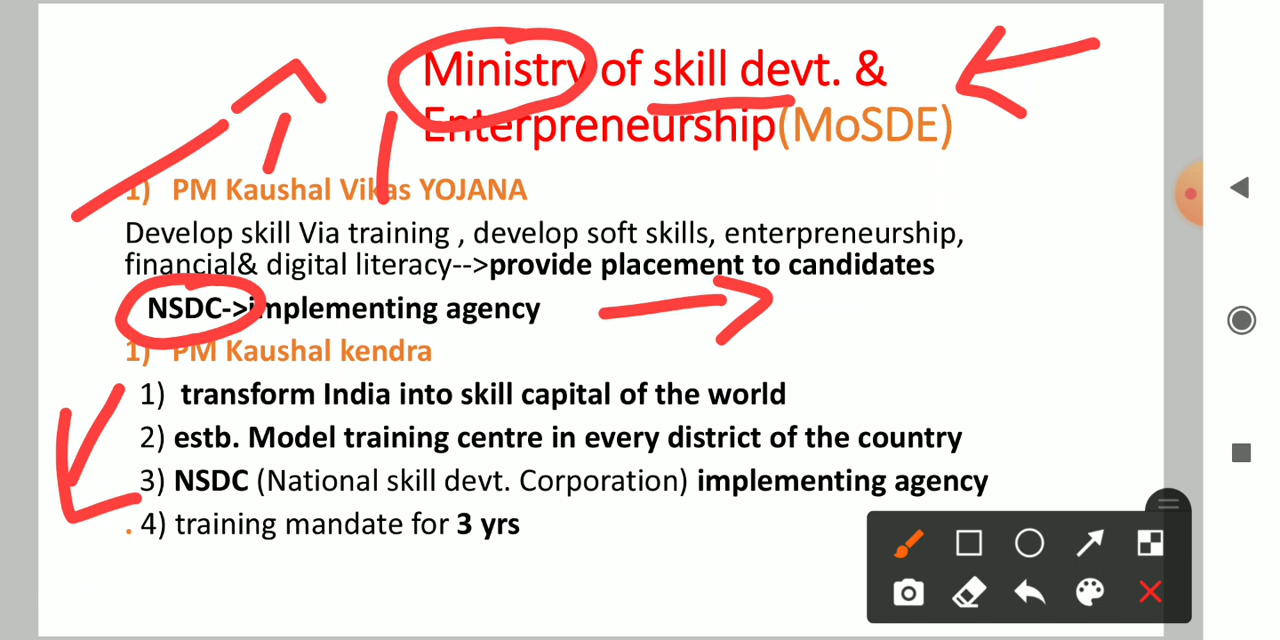 Ministry of skill devt. &
Enterpreneurship(MoSDE)
1) PM Kaushal Vikas YOJANA
Develop skill Via training , develop soft skills, enterpreneurship,
financial& digital literacy-->provide placement to candidates
NSDC->implementing agency
1) PM Kaushal kendra
1) transform India into skill capital of the world
2) estb. Model training centre in every district of the country
3) NSDC (National skill devt. Corporation) implementing agency
. 4) training mandate for 3 yrs